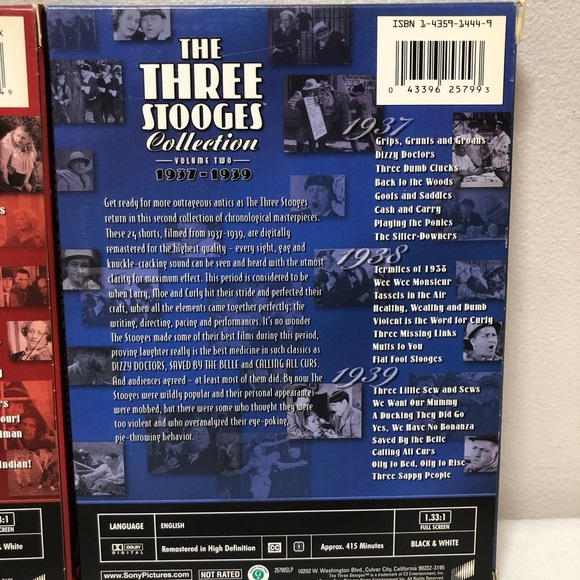 ISBN 1-4359-1444-9
0 43396 25799 3
THE
THREE
STOOGES
Collection
VOLUME TWO
1937-1939
Get ready for more outrageous antics as The Three Stooges
return in this second collection of chronological masterpieces.
These 24 shorts, filmed from 1937-1939, are digitally
remastered for the highest quality – every sight, gag and
knuckle-cracking sound can be seen and heard with the utmost
clarity for maximum effect. This period is considered to be
when Larry, Moe and Curly hit their stride and perfected their
craft, when all the elements came together perfectly: the
writing, directing, pacing and performances. It's no wonder
The Stooges made some of their best films during this period,
proving laughter really is the best medicine in such classics as
DIZZY DOCTORS, SAVED BY THE BELLE and CALLING ALL CURS.
And audiences agreed – at least most of them did. By now The
Stooges were wildly popular and their personal appearances
were mobbed, but there were some who thought they were
too violent and who overanalyzed their eye-poking,
pie-throwing behavior.
1937
Grips, Grunts and Groans
Dizzy Doctors
Three Dumb Clucks
Back to the Woods
Goofs and Saddles
Cash and Carry
Playing the Ponies
The Sitter-Downers
1938
Termites of 1938
Wee Wee Monsieur
Tassels in the Air
Healthy, Wealthy and Dumb
Violent is the Word for Curly
Three Missing Links
Mutts to You
Flat Foot Stooges
1939
Three Little Sew and Sews
We Want Our Mummy
A Ducking They Did Go
Yes, We Have No Bonanza
Saved By the Belle
Calling All Curs
Oily to Bed, Oily to Rise
Three Sappy People
LANGUAGE ENGLISH
DOLBY DIGITAL Remastered in High Definition CC 1 Approx. 415 Minutes
1.33:1
FULL SCREEN
BLACK & WHITE
www.SonyPictures.com NOT RATED G 25799SLP 10202 W. Washington Blvd., Culver City, California 90232-3195
X
9
Indian!
3:1
SCREEN
& White